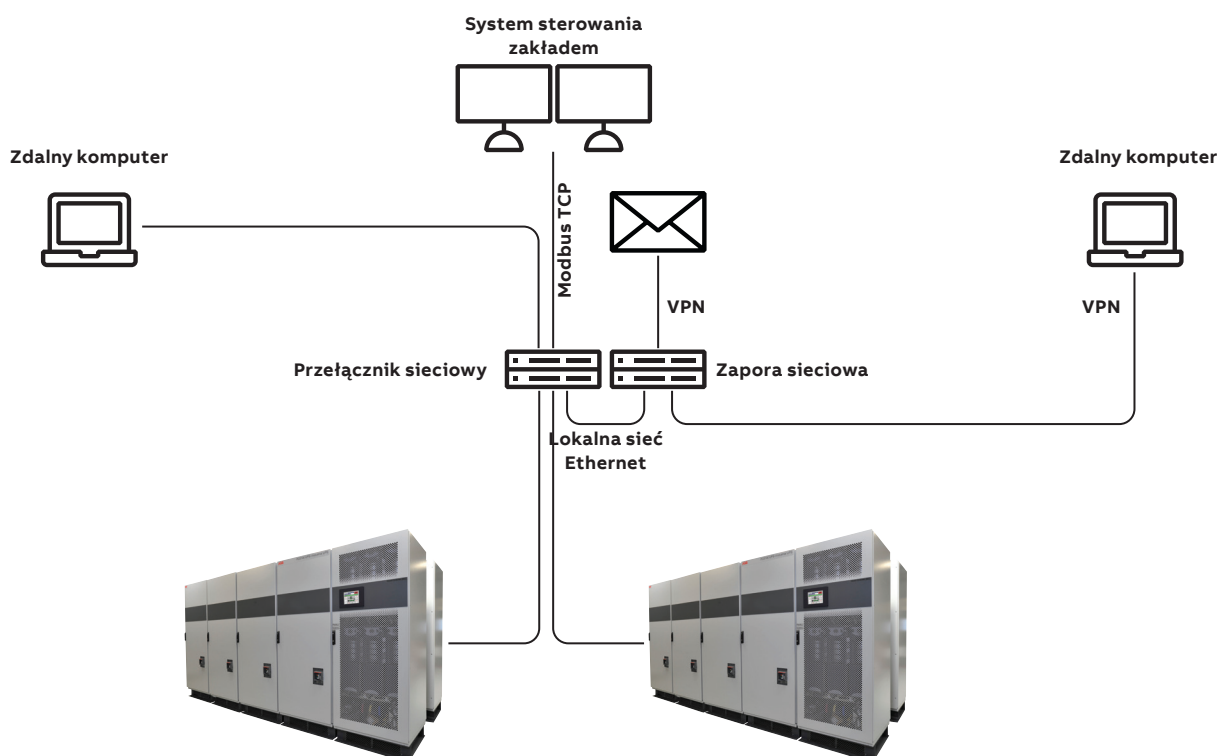 System sterowania
zakładem
Zdalny komputer
Zdalny komputer
Modbus TCP
VPN
VPN
Przełącznik sieciowy
Zapora sieciowa
Lokalna sieć
Ethernet